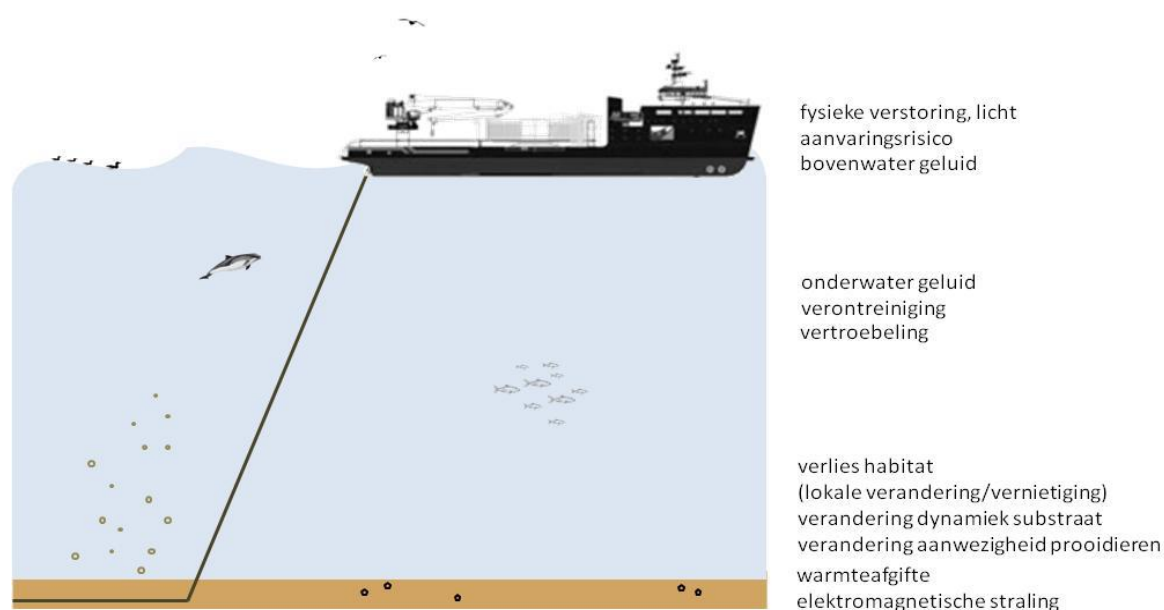 fysieke verstoring, licht
aanvaringsrisico
bovenwater geluid
onderwater geluid
verontreiniging
vertroebeling
verlies habitat
(lokale verandering/vernietiging)
verandering dynamiek substraat
verandering aanwezigheid prooidieren
warmteafgifte
elektromagnetische straling